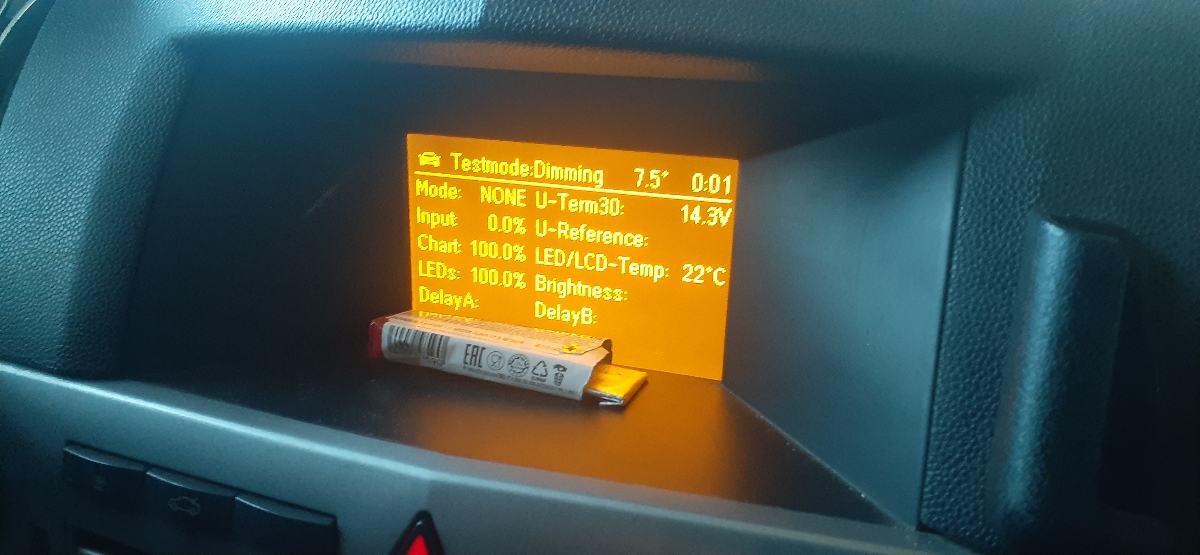 Testmode:Dimming 7.5° 0:01
Mode: NONE U-Term30: 14.3V
Input: 0.0% U-Reference:
Chart: 100.0% LED/LCD-Temp: 22°C
LEDs: 100.0% Brightness:
DelayA: DelayB:
EAC